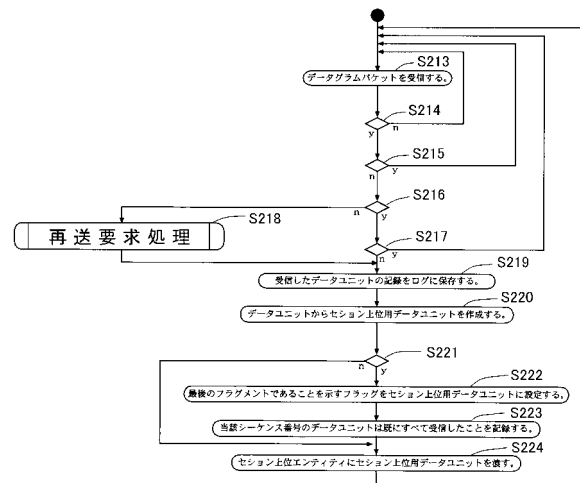 S213
データグラムパケットを受信する。
S214
y n
S215
n y
S216
n y
S218
再送要求処理
S217
n y
S219
受信したデータユニットの記録をログに保存する。
S220
データユニットからセション上位用データユニットを作成する。
S221
n y
S222
最後のフラグメントであることを示すフラッグをセション上位用データユニットに設定する。
S223
当該シーケンス番号のデータユニットは既にすべて受信したことを記録する。
S224
セション上位エンティティにセション上位用データユニットを渡す。